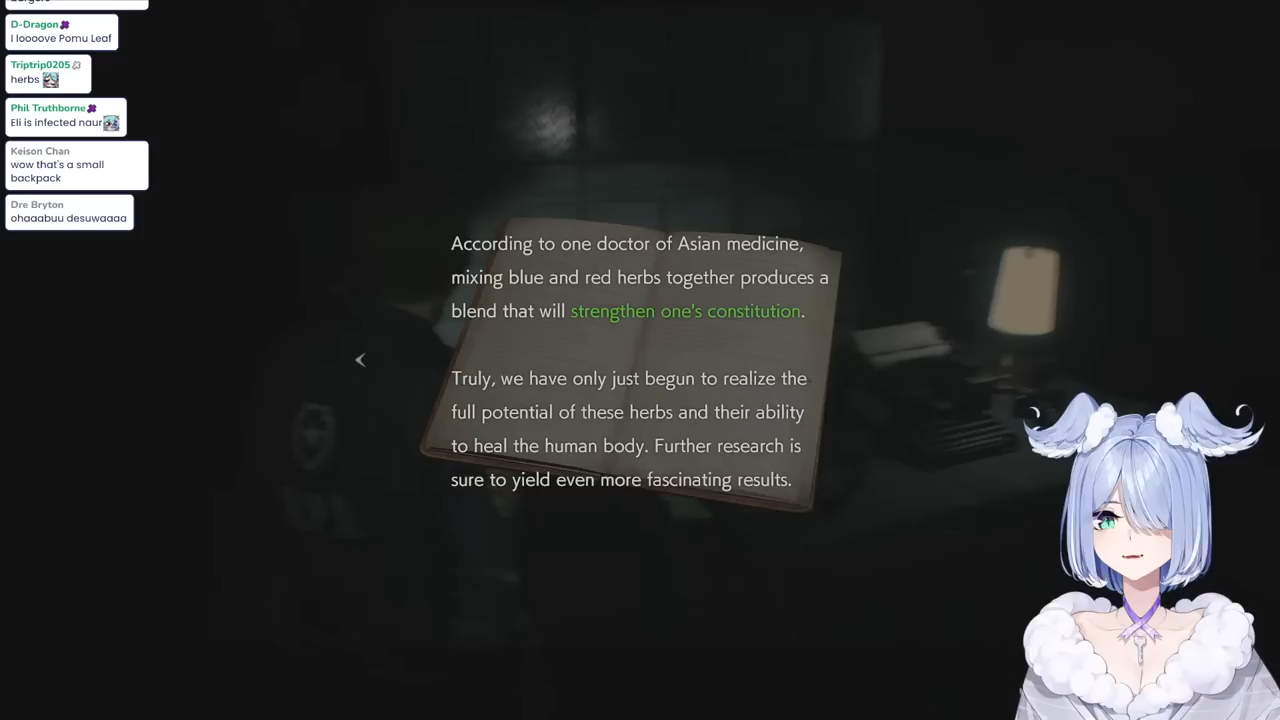 D-Dragon
I loooove Pomu Leaf
Triptrip0205
herbs
Phil Truthborne
Eli is infected naur
Keison Chan
wow that's a small
backpack
Dre Bryton
ohaaabuu desuwaaaa
According to one doctor of Asian medicine,
mixing blue and red herbs together produces a
blend that will strengthen one's constitution.
Truly, we have only just begun to realize the
full potential of these herbs and their ability
to heal the human body. Further research is
sure to yield even more fascinating results.